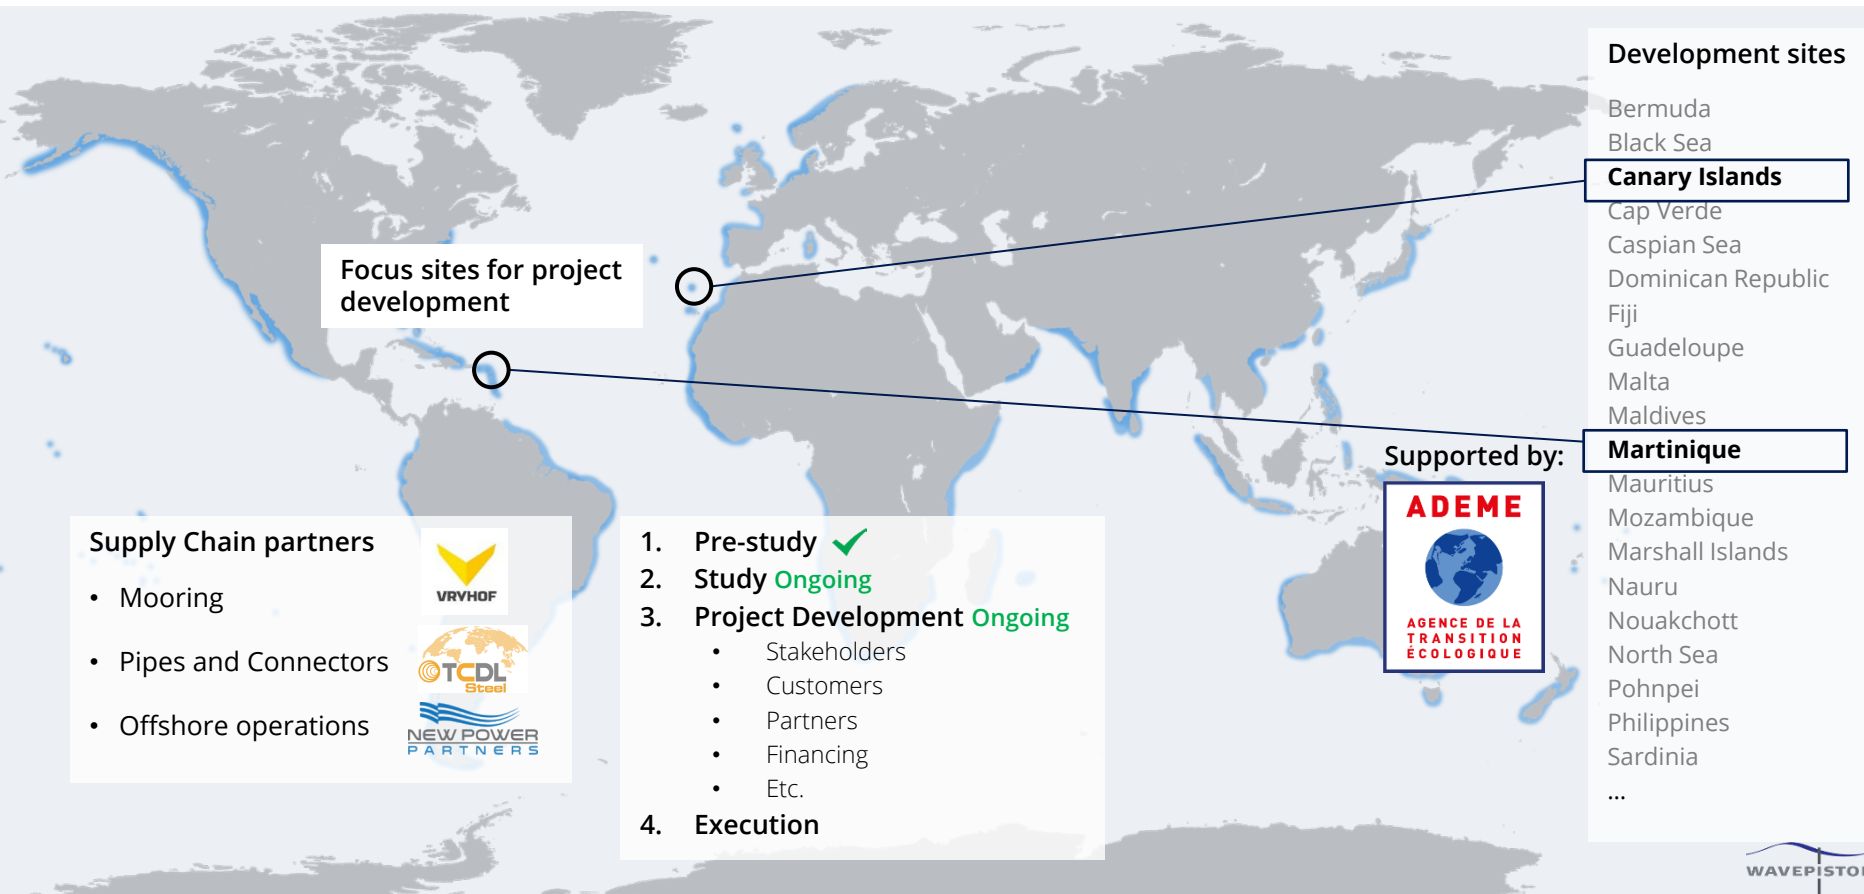 Focus sites for project
development
Supply Chain partners
• Mooring
• Pipes and Connectors
• Offshore operations
VRYHOF
TCDL
Steel
NEW POWER
PARTNERS
1. Pre-study
2. Study Ongoing
3. Project Development Ongoing
• Stakeholders
• Customers
• Partners
• Financing
• Etc.
4. Execution
Supported by:
ADEME
AGENCE DE LA
TRANSITION
ÉCOLOGIQUE
Development sites
Bermuda
Black Sea
Canary Islands
Cap Verde
Caspian Sea
Dominican Republic
Fiji
Guadeloupe
Malta
Maldives
Martinique
Mauritius
Mozambique
Marshall Islands
Nauru
Nouakchott
North Sea
Pohnpei
Philippines
Sardinia
...
WAVEPISTON